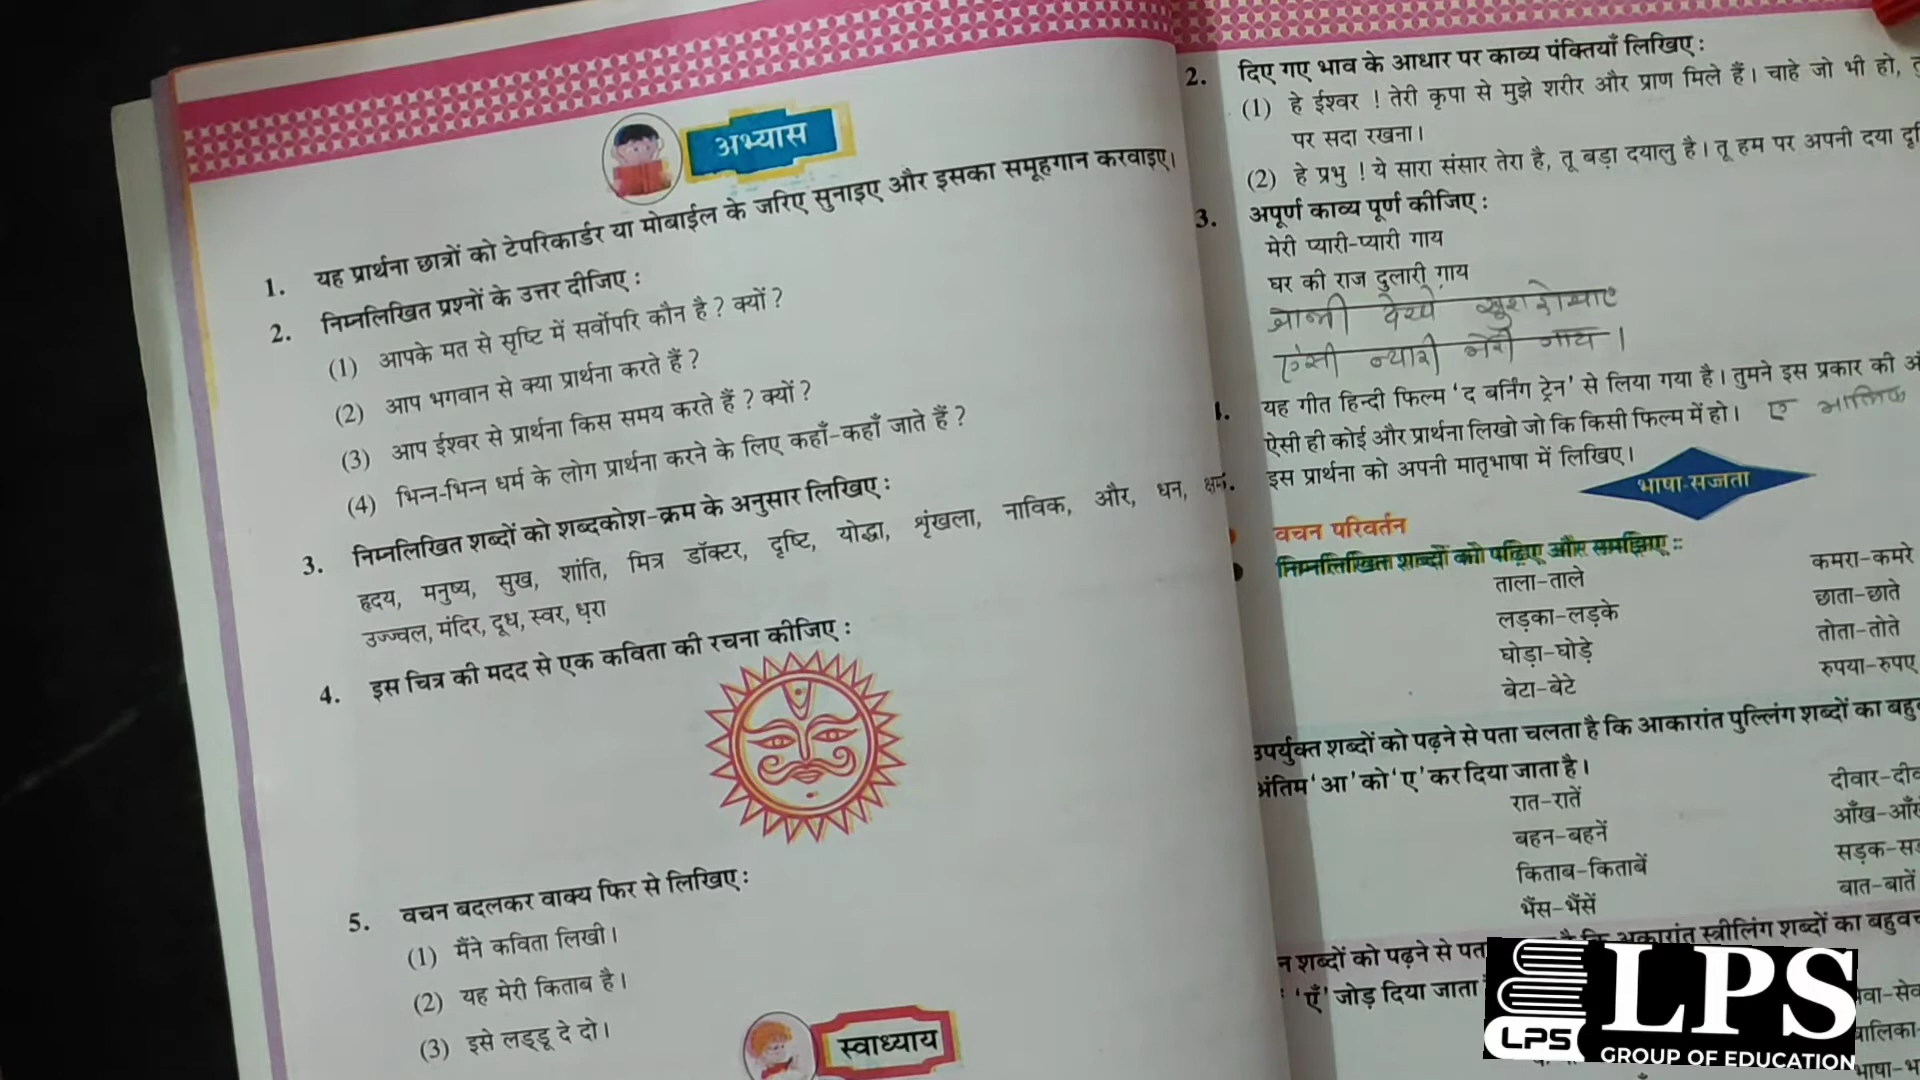 अभ्यास
1. यह प्रार्थना छात्रों को टेपरिकार्डर या मोबाईल के जरिए सुनाइए और इसका समूहगान करवाइए।
2. निम्नलिखित प्रश्नों के उत्तर दीजिए :
(1) आपके मत से सृष्टि में सर्वोपरि कौन है ? क्यों ?
(2) आप भगवान से क्या प्रार्थना करते हैं ?
(3) आप ईश्वर से प्रार्थना किस समय करते हैं ? क्यों ?
(4) भिन्न-भिन्न धर्म के लोग प्रार्थना करने के लिए कहाँ-कहाँ जाते हैं ?
3. निम्नलिखित शब्दों को शब्दकोश-क्रम के अनुसार लिखिए :
हृदय, मनुष्य, सुख, शांति, मित्र डॉक्टर, दृष्टि, योद्धा, श्रृंखला, नाविक, और, धन,
उज्ज्वल, मंदिर, दूध, स्वर, धरा
4. इस चित्र की मदद से एक कविता की रचना कीजिए :
5. वचन बदलकर वाक्य फिर से लिखिए :
(1) मैंने कविता लिखी।
(2) यह मेरी किताब है।
(3) इसे लड्डू दे दो।
स्वाध्याय
2. दिए गए भाव के आधार पर काव्य पंक्तियाँ लिखिए :
(1) हे ईश्वर ! तेरी कृपा से मुझे शरीर और प्राण मिले हैं। चाहे जो भी हो,
पर सदा रखना।
(2) हे प्रभु ! ये सारा संसार तेरा है, तू बड़ा दयालु है। तू हम पर अपनी दया
3. अपूर्ण काव्य पूर्ण कीजिए :
मेरी प्यारी-प्यारी गाय
घर की राज दुलारी गाय
ऐसी न्यारी मेरी गाय।
यह गीत हिन्दी फिल्म 'द बर्निंग ट्रेन' से लिया गया है। तुमने इस प्रकार की
ऐसी ही कोई और प्रार्थना लिखो जो कि किसी फिल्म में हो। ए मालिक
इस प्रार्थना को अपनी मातृभाषा में लिखिए।
भाषा-सज्जता
वचन परिवर्तन
निम्नलिखित शब्दों को पढ़िए और समझिए :
ताला-ताले कमरा-कमरे
लड़का-लड़के छाता-छाते
घोड़ा-घोड़े तोता-तोते
बेटा-बेटे रुपया-रुपए
उपर्युक्त शब्दों को पढ़ने से पता चलता है कि आकारांत पुल्लिंग शब्दों का
अंतिम 'आ' को 'ए' कर दिया जाता है।
रात-रातें
बहन-बहनें
किताब-किताबें
भैंस-भैंसें बात-बातें
शब्दों को पढ़ने से कि अकारांत स्त्रीलिंग शब्दों का
'एँ' जोड़ दिया जाता
LPS
LPS
GROUP OF EDUCATION